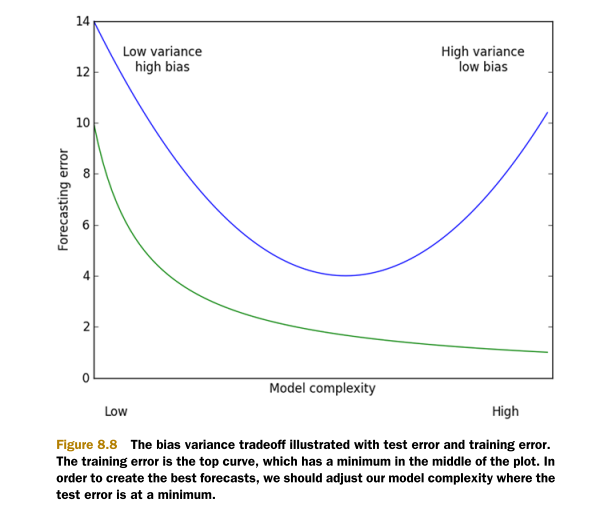 14
Low variance
high bias
High variance
low bias
12
10
8
6
4
2
0
Forecasting error
Model complexity
Low
High
Figure 8.8 The bias variance tradeoff illustrated with test error and training error.
The training error is the top curve, which has a minimum in the middle of the plot. In
order to create the best forecasts, we should adjust our model complexity where the
test error is at a minimum.